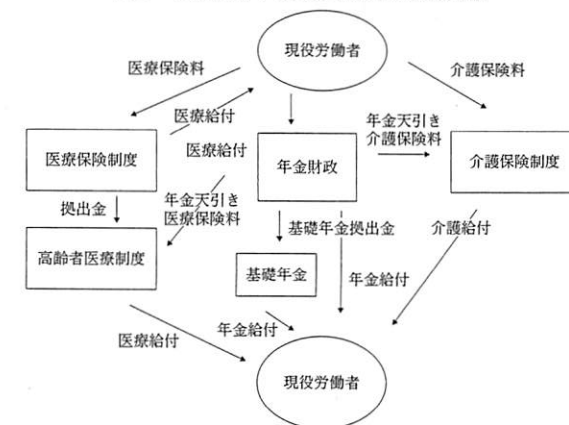 現役労働者
医療保険料
介護保険料
医療給付
年金天引き
介護保険料
医療保険制度
医療給付
年金財政
介護保険制度
拠出金
年金天引き
医療保険料
基礎年金拠出金
介護給付
高齢者医療制度
基礎年金
年金給付
医療給付
年金給付
現役労働者